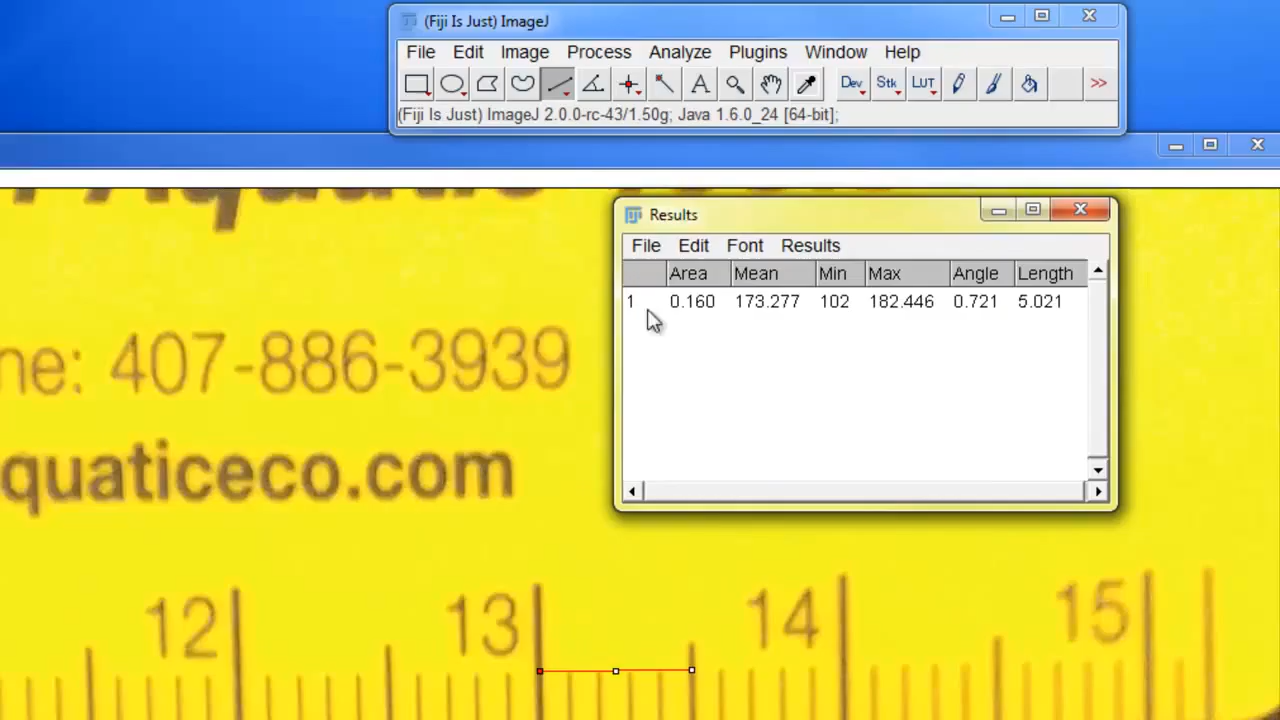 (Fiji Is Just) ImageJ
File Edit Image Process Analyze Plugins Window Help
A Dev Stk LUT >>
(Fiji Is Just) ImageJ 2.0.0-rc-43/1.50g; Java 1.6.0_24 [64-bit];
Results
File Edit Font Results
Area Mean Min Max Angle Length
1 0.160 173.277 102 182.446 0.721 5.021
ne: 407-886-3939
quaticeco.com
12 13 14 15